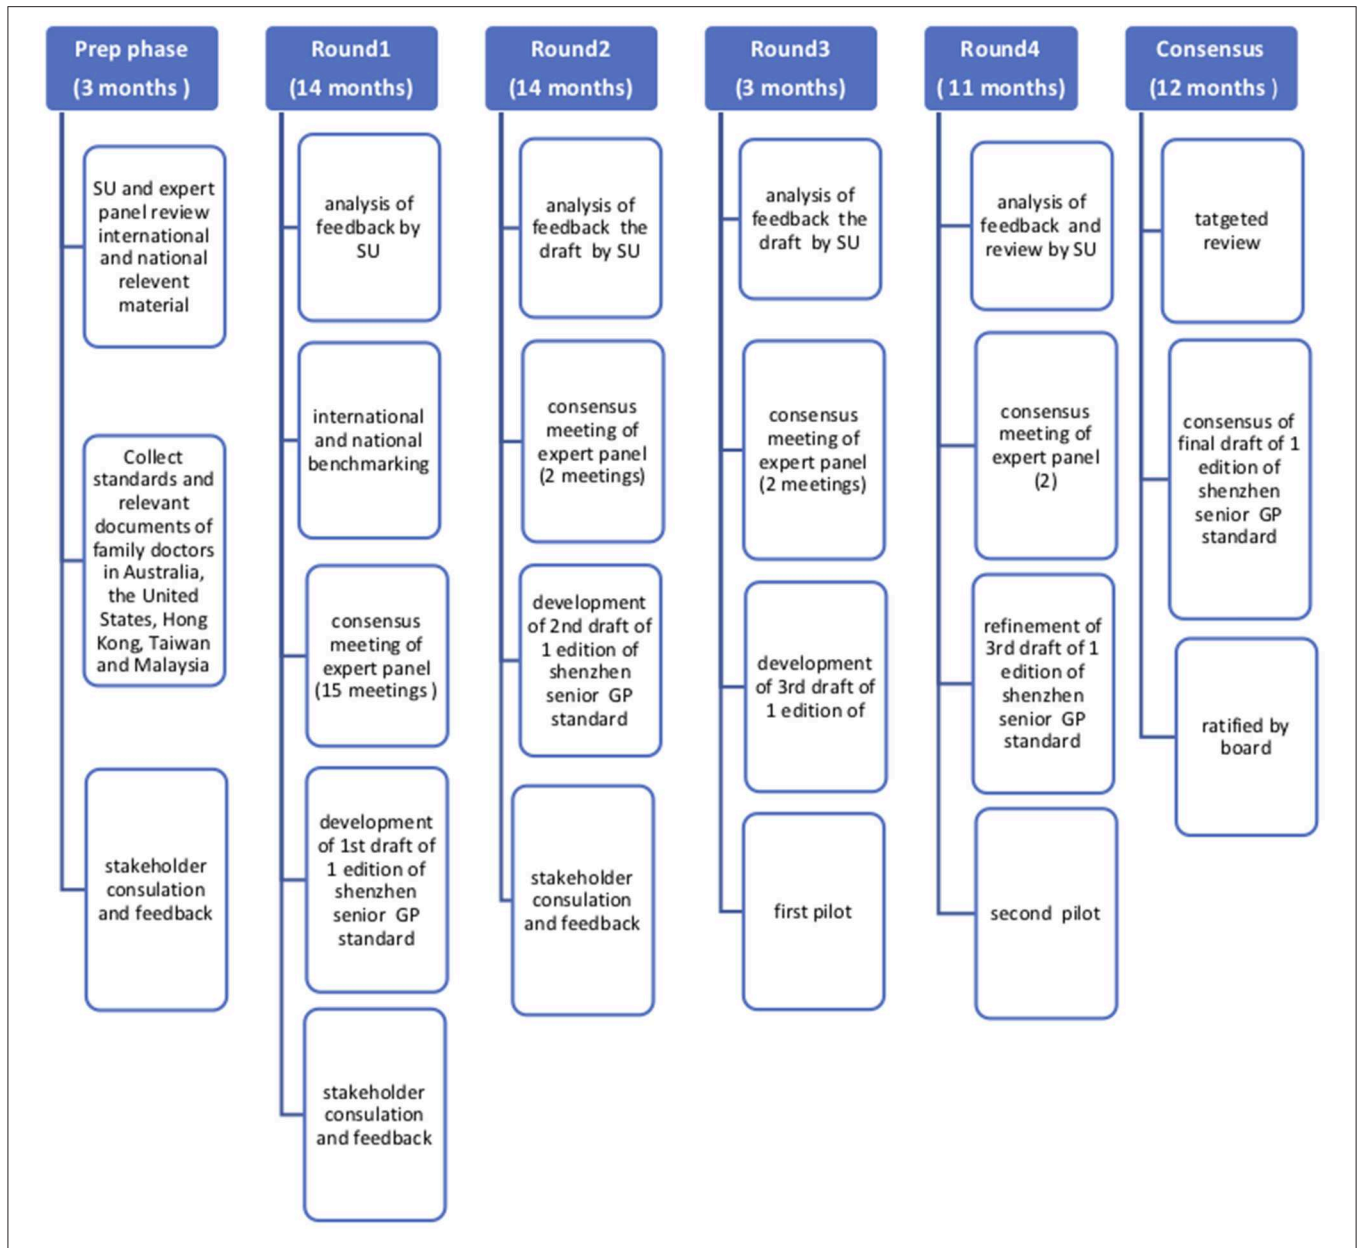 Prep phase
(3 months )
SU and expert
panel review
international
and national
relevent
material
Collect
standards and
relevant
documents of
family doctors
in Australia,
the United
States, Hong
Kong, Taiwan
and Malaysia
stakeholder
consulation
and feedback
Round1
(14 months)
analysis of
feedback by
SU
international
and national
benchmarking
consensus
meeting of
expert panel
(15 meetings )
development
of 1st draft of
1 edition of
shenzhen
senior GP
standard
stakeholder
consulation
and feedback
Round2
(14 months)
analysis of
feedback the
draft by SU
consensus
meeting of
expert panel
(2 meetings)
development
of 2nd draft of
1 edition of
shenzhen
senior GP
standard
stakeholder
consulation
and feedback
Round3
(3 months)
analysis of
feedback the
draft by SU
consensus
meeting of
expert panel
(2 meetings)
development
of 3rd draft of
1 edition of
first pilot
Round4
( 11 months)
analysis of
feedback and
review by SU
consensus
meeting of
expert panel
(2)
refinement of
3rd draft of 1
edition of
shenzhen
senior GP
standard
second pilot
Consensus
(12 months )
tatgeted
review
consensus of
final draft of 1
edition of
shenzhen
senior GP
standard
ratified by
board